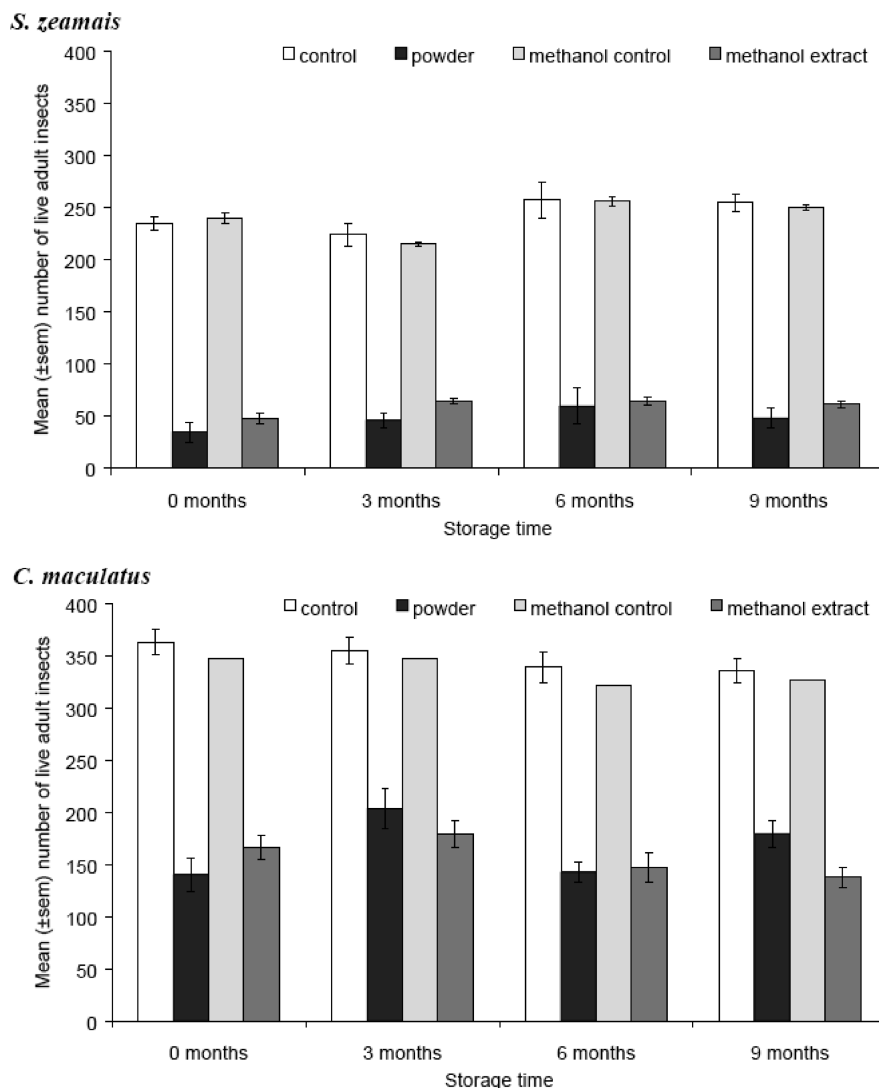 S. zeamais
Mean (±sem) number of live adult insects
400
350
300
250
200
150
100
50
0
control powder methanol control methanol extract
0 months 3 months 6 months 9 months
Storage time
C. maculatus
Mean (±sem) number of live adult insects
400
350
300
250
200
150
100
50
0
control powder methanol control methanol extract
0 months 3 months 6 months 9 months
Storage time